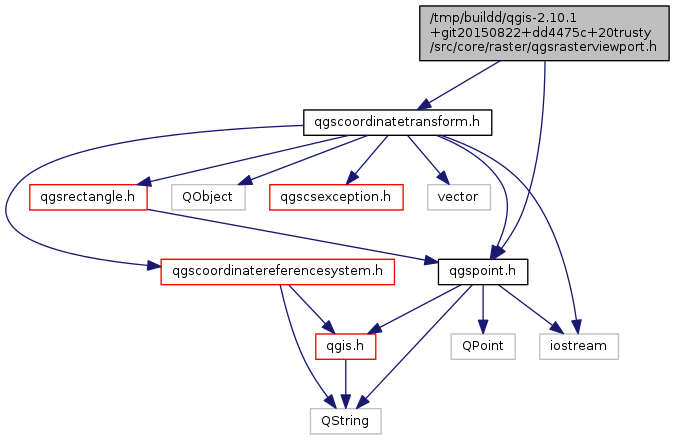 /tmp/buildd/qgis-2.10.1
+git20150822+dd4475c+20trusty
/src/core/raster/qgsrasterviewport.h
qgscoordinatetransform.h
qgsrectangle.h
QObject
qgscsexception.h
vector
qgscoordinatereferencesystem.h
qgspoint.h
qgis.h
QPoint
iostream
QString